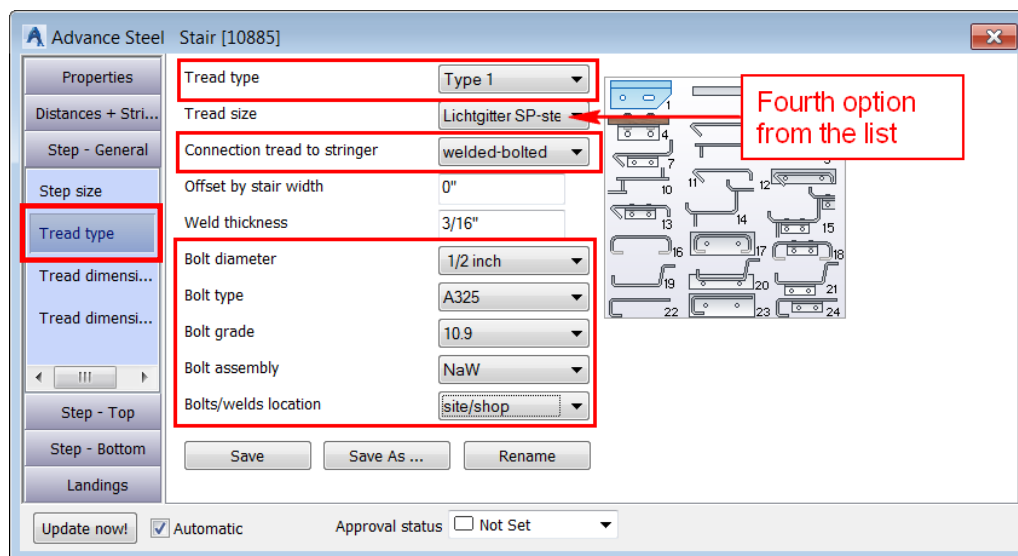 Advance Steel Stair [10885]
Properties
Distances + Stri...
Step - General
Step size
Tread type
Tread dimensi...
Tread dimensi...
Step - Top
Step - Bottom
Landings
Tread type Type 1
Tread size Lichtgitter SP-ste
Connection tread to stringer welded-bolted
Offset by stair width 0"
Weld thickness 3/16"
Bolt diameter 1/2 inch
Bolt type A325
Bolt grade 10.9
Bolt assembly NaW
Bolts/welds location site/shop
Save Save As ... Rename
Fourth option
from the list
1
4
7
10 11 12
13 14 15
16 17 18
19 20 21
22 23 24
Update now! Automatic Approval status Not Set